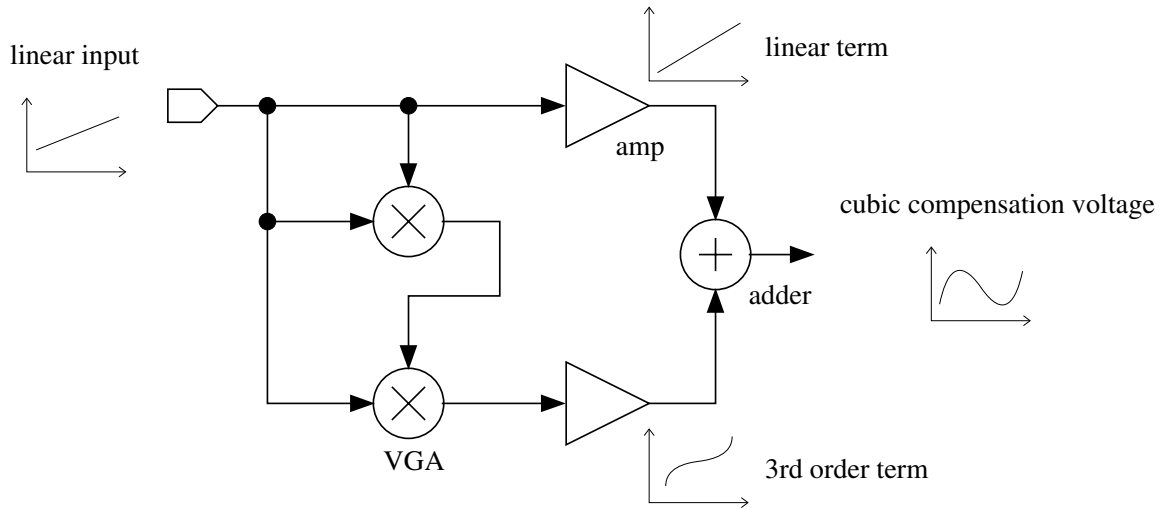 linear input
linear term
amp
cubic compensation voltage
adder
VGA
3rd order term